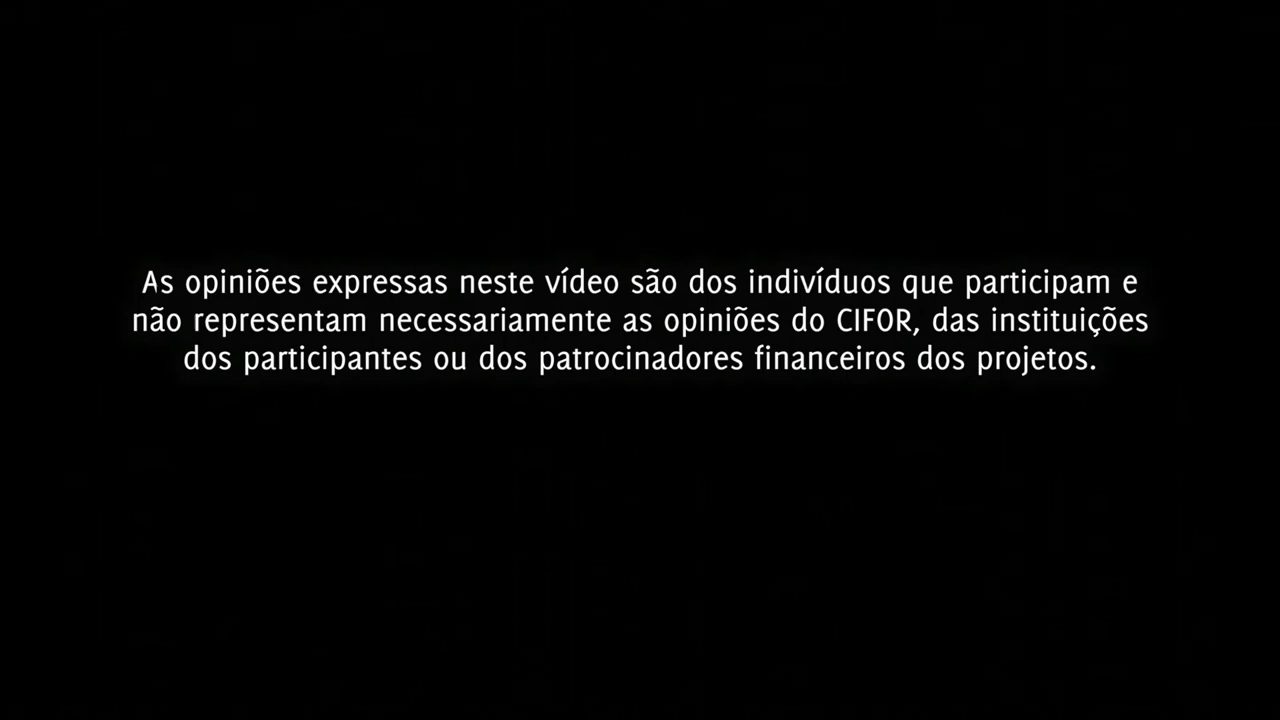 As opiniões expressas neste vídeo são dos indivíduos que participam e
não representam necessariamente as opiniões do CIFOR, das instituições
dos participantes ou dos patrocinadores financeiros dos projetos.